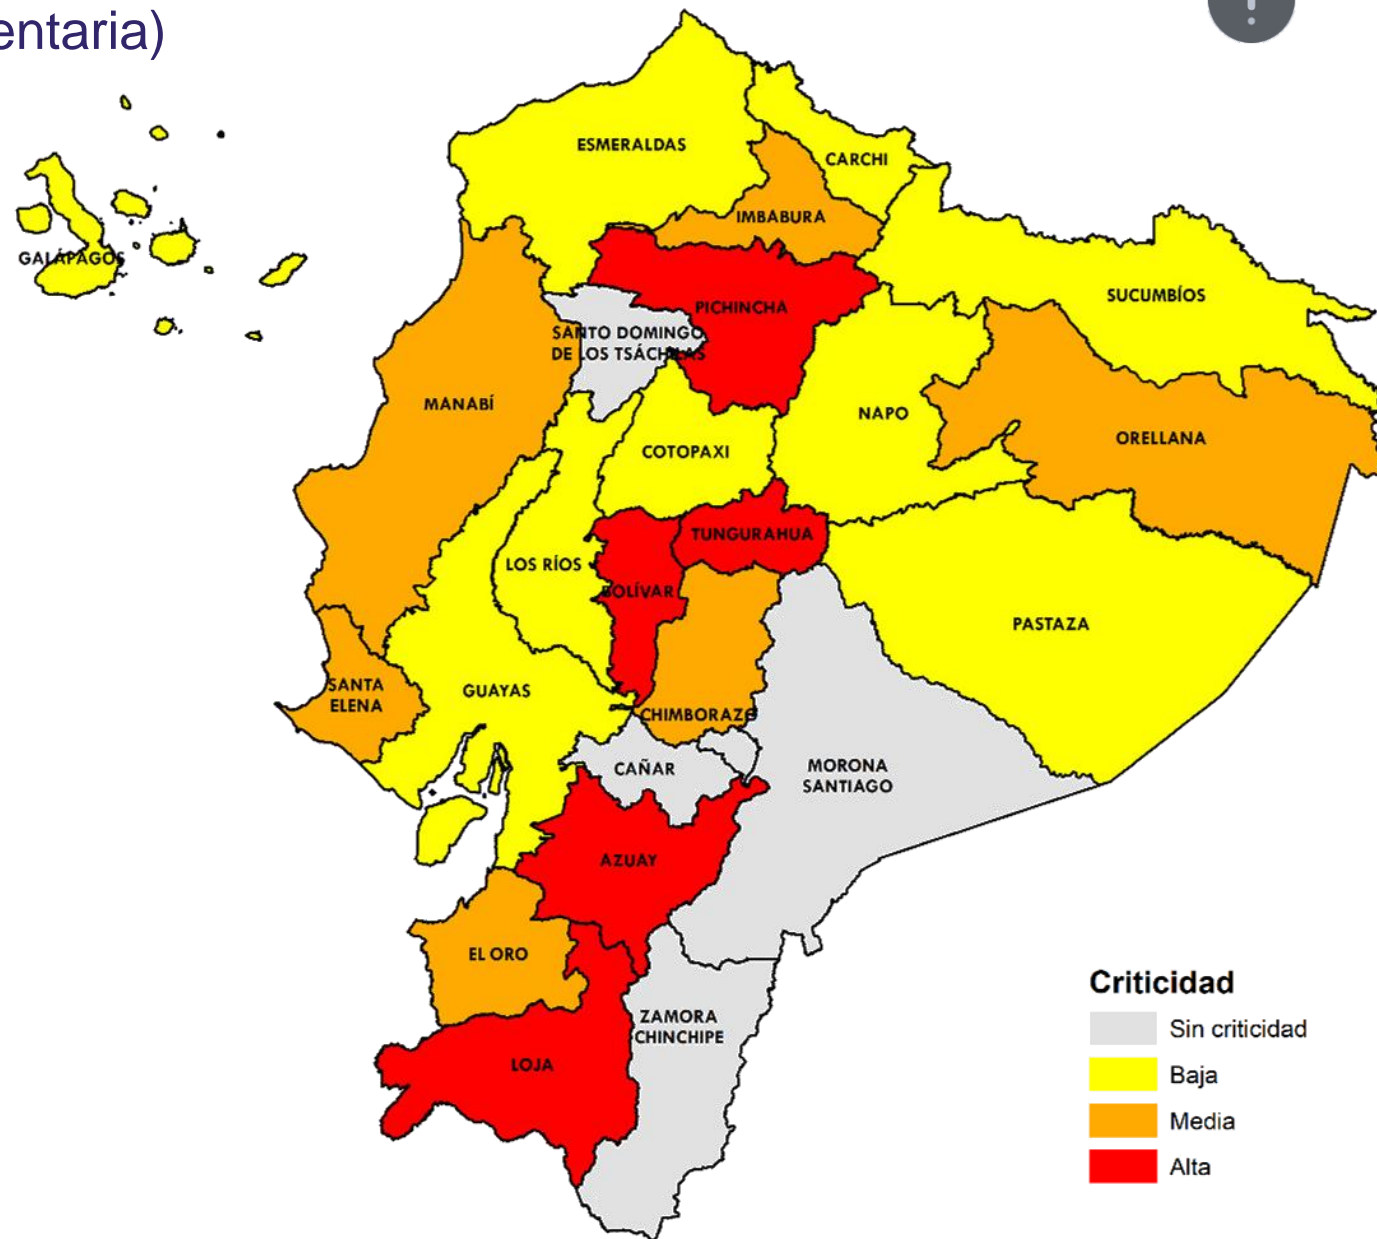 entaria)
ESMERALDAS
CARCHI
IMBABURA
GALÁPAGOS
SUCUMBÍOS
PICHINCHA
SANTO DOMINGO
DE LOS TSÁCHILAS
MANABÍ
NAPO
ORELLANA
COTOPAXI
TUNGURAHUA
LOS RÍOS
BOLÍVAR
PASTAZA
SANTA
ELENA
GUAYAS
CHIMBORAZO
CAÑAR
MORONA
SANTIAGO
AZUAY
EL ORO
ZAMORA
CHINCHIPE
LOJA
Criticidad
Sin criticidad
Baja
Media
Alta